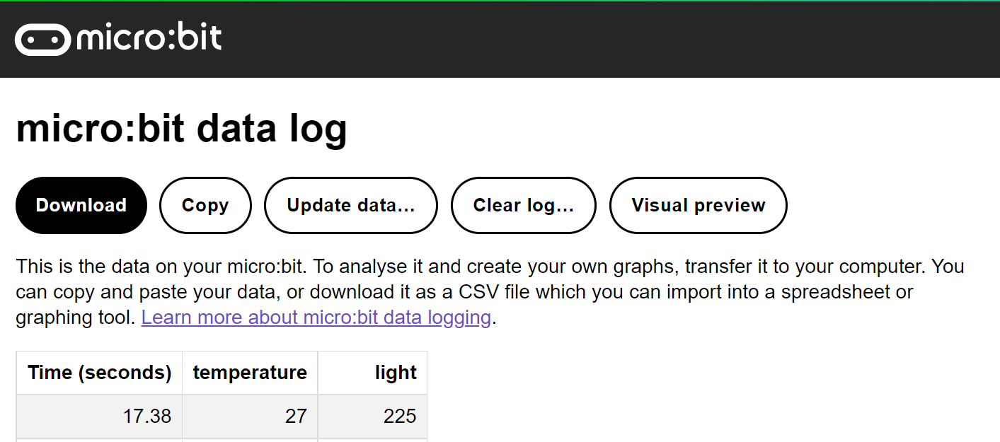 micro:bit
micro:bit data log
Download Copy Update data... Clear log... Visual preview
This is the data on your micro:bit. To analyse it and create your own graphs, transfer it to your computer. You
can copy and paste your data, or download it as a CSV file which you can import into a spreadsheet or
graphing tool. Learn more about micro:bit data logging.
Time (seconds) temperature light
17.38 27 225